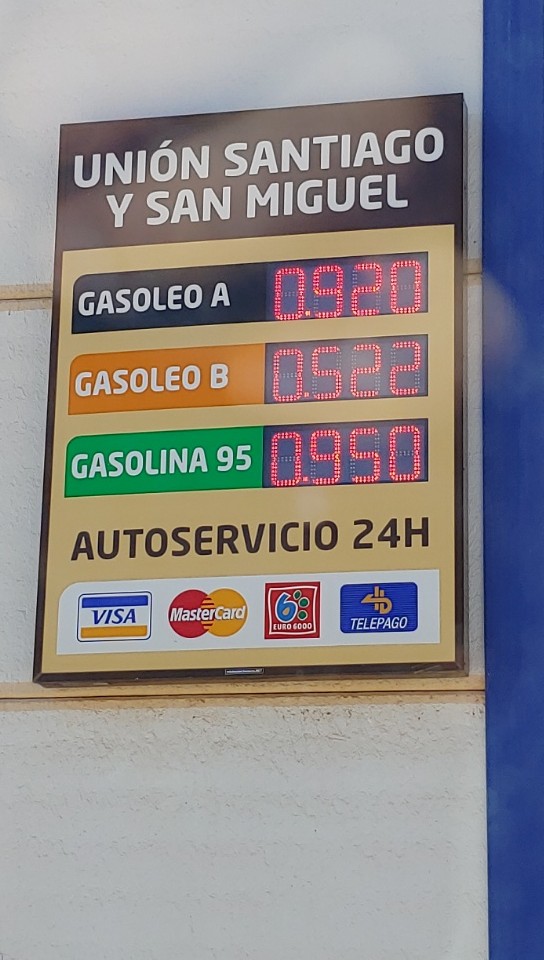 UNIÓN SANTIAGO
Y SAN MIGUEL
GASOLEO A 0.920
GASOLEO B 0.522
GASOLINA 95 0.950
AUTOSERVICIO 24H
VISA MasterCard 6000 EURO 6000 TELEPAGO